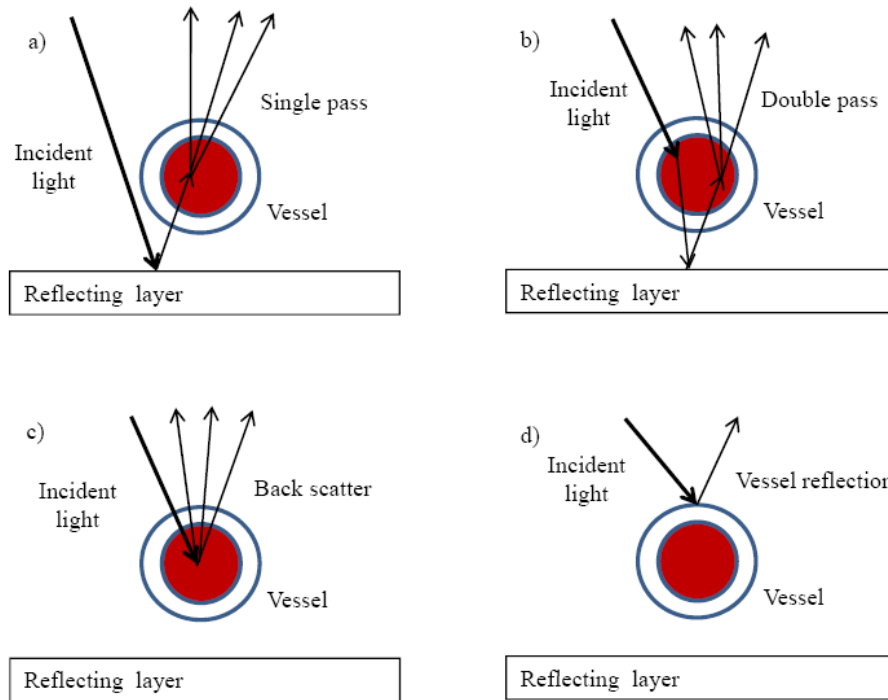 a)
Single pass
Incident
light
Vessel
Reflecting layer
b)
Incident
light
Double pass
Vessel
Reflecting layer
c)
Incident
light
Back scatter
Vessel
Reflecting layer
d)
Incident
light
Vessel reflection
Vessel
Reflecting layer